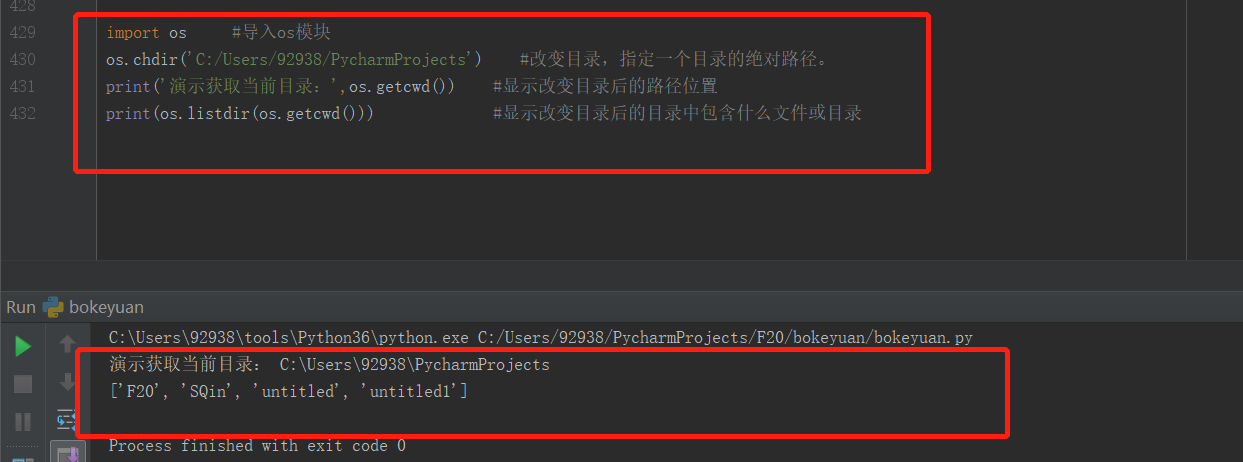 428
429 import os #导入os模块
430 os.chdir('C:/Users/92938/PycharmProjects') #改变目录，指定一个目录的绝对路径。
431 print('演示获取当前目录：',os.getcwd()) #显示改变目录后的路径位置
432 print(os.listdir(os.getcwd())) #显示改变目录后的目录中包含什么文件或目录
Run bokeyuan
C:\Users\92938\tools\Python36\python.exe C:/Users/92938/PycharmProjects/F20/bokeyuan/bokeyuan.py
演示获取当前目录： C:\Users\92938\PycharmProjects
['F20', 'SQin', 'untitled', 'untitled1']
Process finished with exit code 0